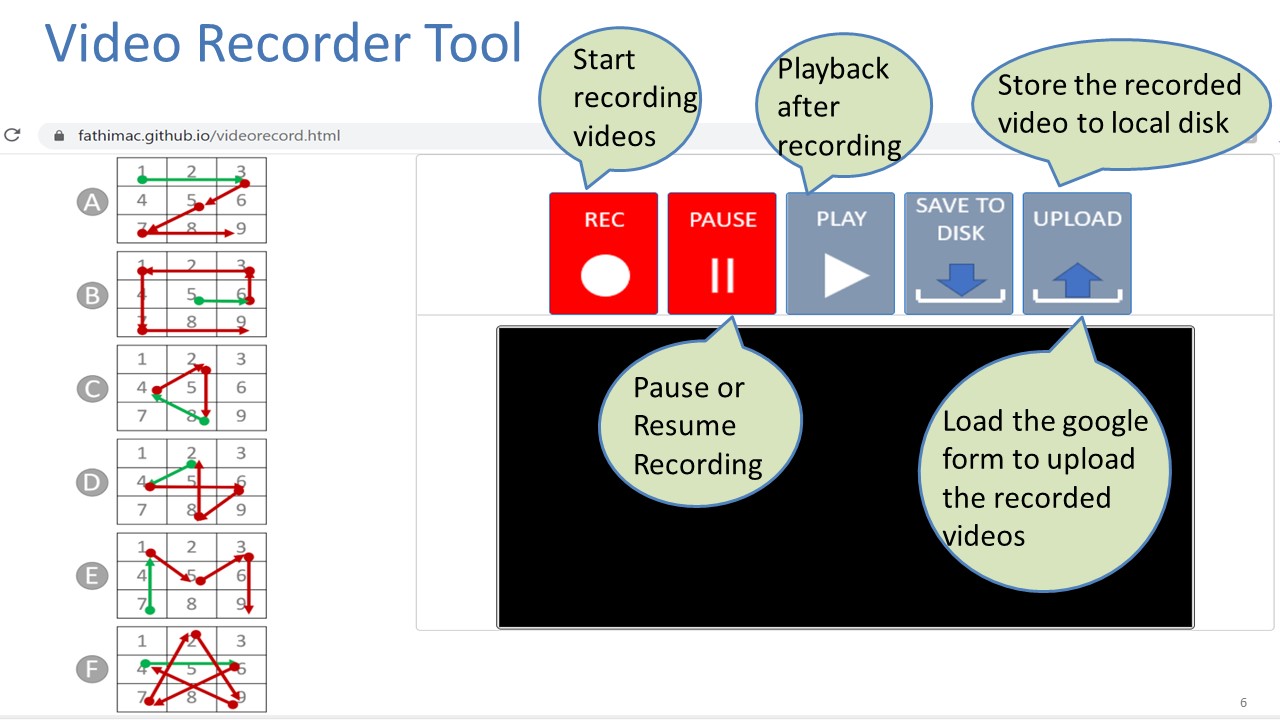 Video Recorder Tool
Start
recording
videos
Playback
after
recording
Store the recorded
video to local disk
fathimac.github.io/videorecord.html
A
1 2 3
4 5 6
7 8 9
B
1 2 3
4 5 6
7 8 9
C
1 2 3
4 5 6
7 8 9
D
1 2 3
4 5 6
7 8 9
E
1 2 3
4 5 6
7 8 9
F
1 2 3
4 5 6
7 8 9
REC
PAUSE
PLAY
SAVE TO
DISK
UPLOAD
Pause or
Resume
Recording
Load the google
form to upload
the recorded
videos
6